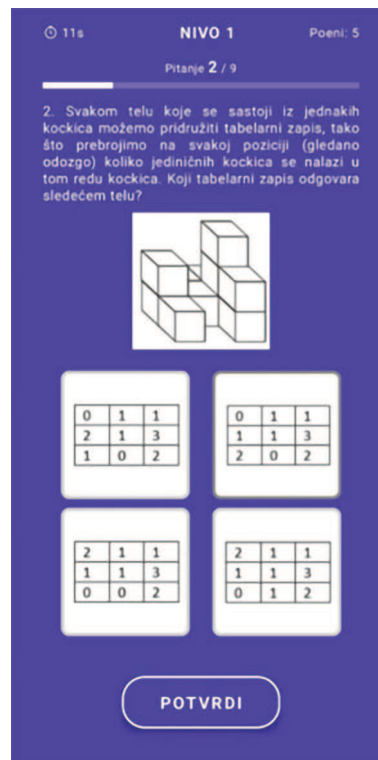 11s NIVO 1 Poeni: 5
Pitanje 2 / 9
2. Svakom telu koje se sastoji iz jednakih
kockica možemo pridružiti tabelarni zapis, tako
što prebrojimo na svakoj poziciji (gledano
odozgo) koliko jediničnih kockica se nalazi u
tom redu kockica. Koji tabelarni zapis odgovara
sledećem telu?
0 1 1
2 1 3
1 0 2
0 1 1
1 1 3
2 0 2
2 1 1
1 1 3
0 0 2
2 1 1
1 1 3
0 1 2
POTVRDI